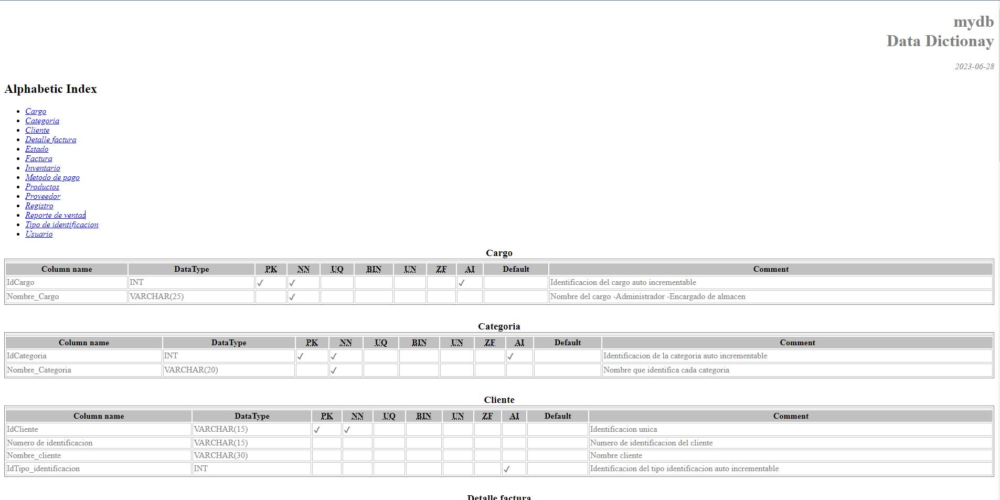 mydb
Data Dictionay
2023-06-28
Alphabetic Index
Cargo
Categoria
Cliente
Detalle factura
Estado
Factura
Inventario
Metodo de pago
Productos
Proveedor
Registro
Reporte de ventas
Tipo de identificacion
Usuario
Cargo
Column name DataType PK NN UQ BIN UN ZF AI Default Comment
IdCargo INT ✓ ✓ ✓ Identificacion del cargo auto incrementable
Nombre_Cargo VARCHAR(25) ✓ Nombre del cargo -Administrador -Encargado de almacen
Categoria
Column name DataType PK NN UQ BIN UN ZF AI Default Comment
IdCategoria INT ✓ ✓ ✓ Identificacion de la categoria auto incrementable
Nombre_Categoria VARCHAR(20) ✓ Nombre que identifica cada categoria
Cliente
Column name DataType PK NN UQ BIN UN ZF AI Default Comment
IdCliente VARCHAR(15) ✓ ✓ Identificacion unica
Numero de identificacion VARCHAR(15) Numero de identificacion del cliente
Nombre_cliente VARCHAR(30) Nombre cliente
IdTipo_identificacion INT ✓ Identificacion del tipo identificacion auto incrementable
Detalle factura